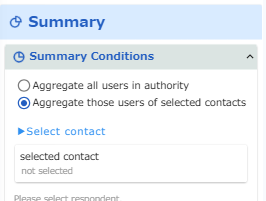 Summary
Summary Conditions
Aggregate all users in authority
Aggregate those users of selected contacts
▶Select contact
selected contact
not selected
Please select respondent